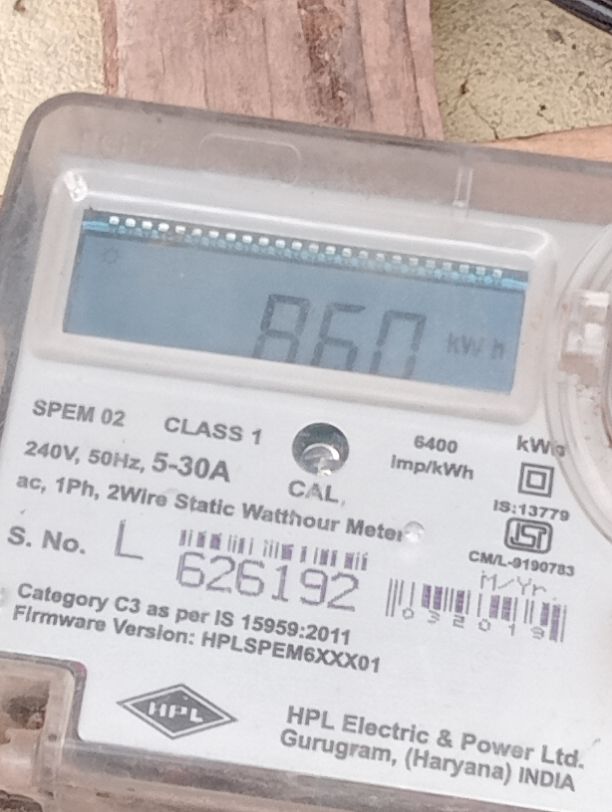 860 kWh
SPEM 02 CLASS 1 6400 imp/kWh
240V, 50Hz, 5-30A
CAL.
ac, 1Ph, 2Wire Static Watthour Meter
IS:13779
ISI
CM/L-9190783
S. No. L 626192
M/Yr.
032019
Category C3 as per IS 15959:2011
Firmware Version: HPLSPEM6XXX01
HPL
HPL Electric & Power Ltd.
Gurugram, (Haryana) INDIA